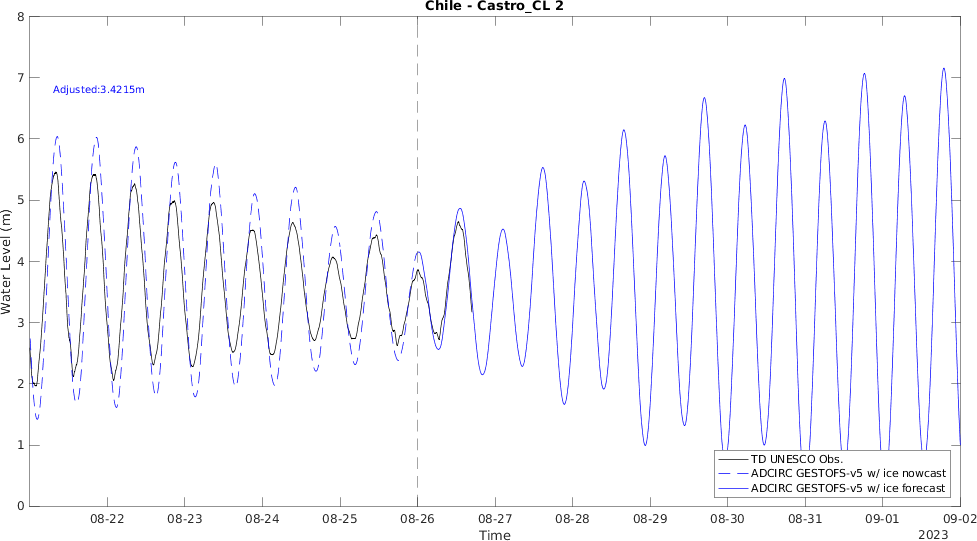 Chile - Castro_CL 2
8
7
6
5
4
3
2
1
0
Water Level (m)
Adjusted:3.4215m
TD UNESCO Obs.
ADCIRC GESTOFS-v5 w/ ice nowcast
ADCIRC GESTOFS-v5 w/ ice forecast
08-22 08-23 08-24 08-25 08-26 08-27 08-28 08-29 08-30 08-31 09-01 09-02
Time
2023